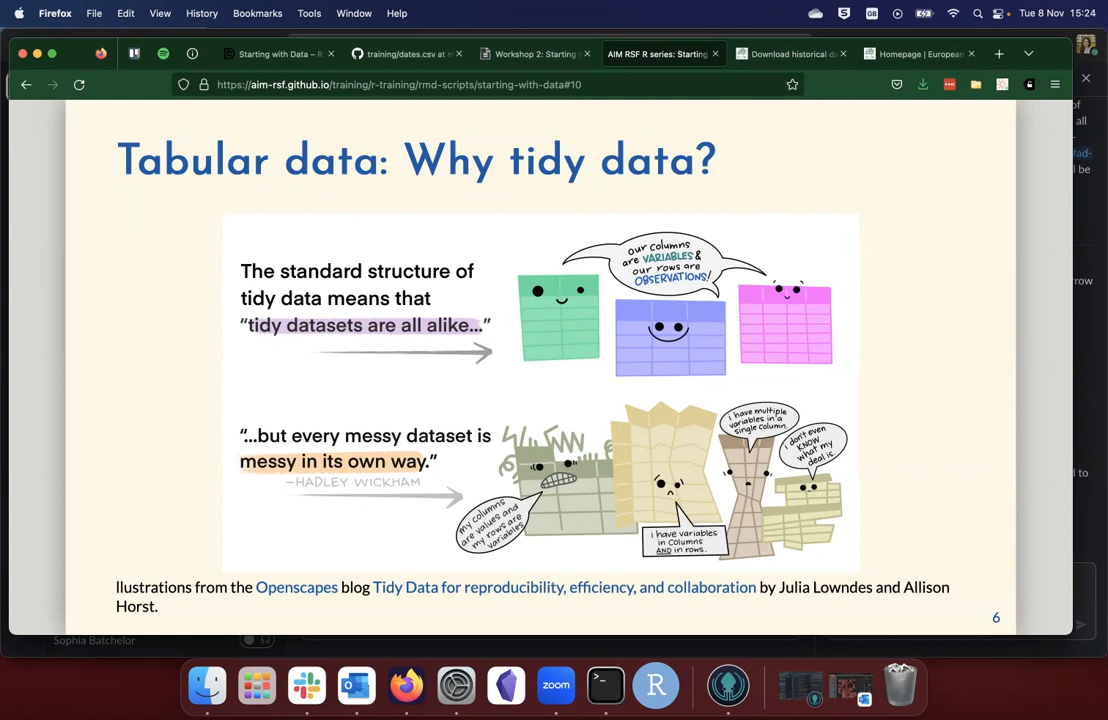 Firefox File Edit View History Bookmarks Tools Window Help
Tue 8 Nov 15:24
Starting with Data – R
training/dates.csv at m
Workshop 2: Starting
AIM RSF R series: Starting
Download historical da
Homepage | European
https://aim-rsf.github.io/training/r-training/rmd-scripts/starting-with-data#10
Tabular data: Why tidy data?
The standard structure of
tidy data means that
“tidy datasets are all alike...”
our columns
are VARIABLES &
our rows are
OBSERVATIONS!
“...but every messy dataset is
messy in its own way.”
—HADLEY WICKHAM
my columns
are values and
my rows are
variables
i have variables
in columns
AND in rows.
i have multiple
variables in a
single column.
i don't even
KNOW
what my
deal is.
llustrations from the Openscapes blog Tidy Data for reproducibility, efficiency, and collaboration by Julia Lowndes and Allison
Horst.
6
of
all
#ad-
l be
rrow
d to
Sophia Batchelor
zoom
R